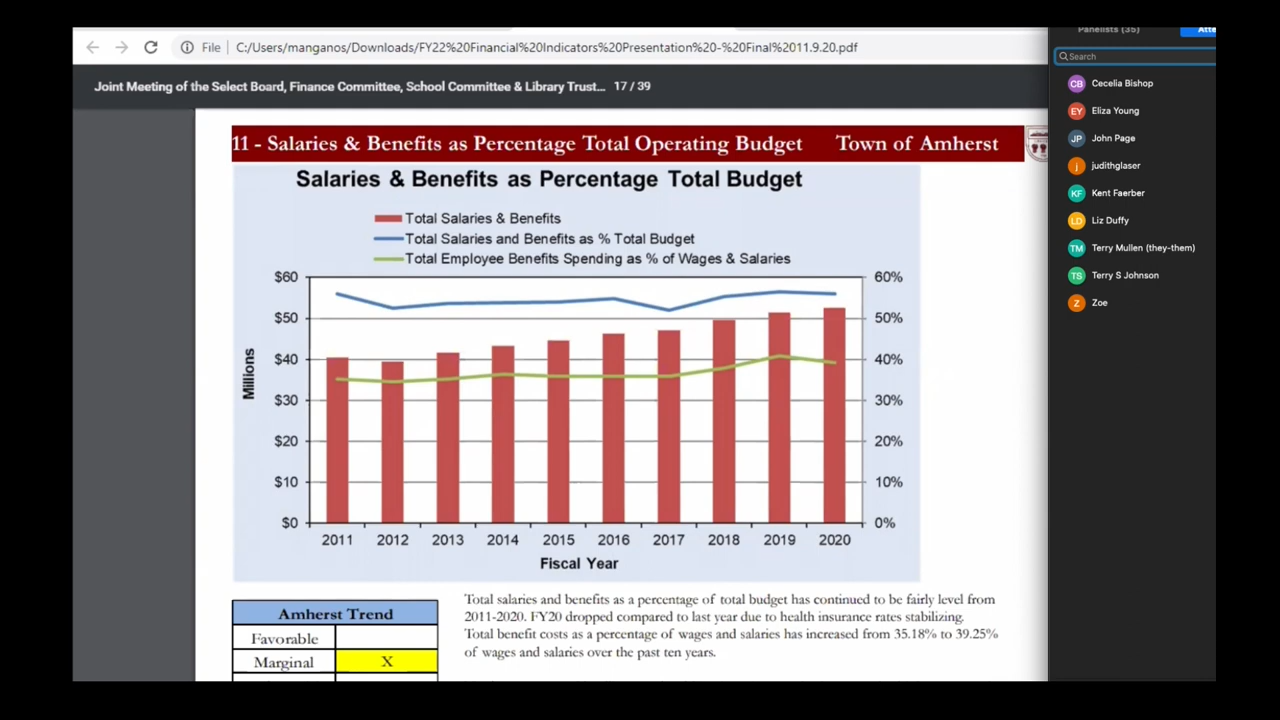 File
C:/Users/manganos/Downloads/FY22%20Financial%20Indicators%20Presentation%20-%20Final%2011.9.20.pdf
Joint Meeting of the Select Board, Finance Committee, School Committee & Library Trust... 17 / 39
11 - Salaries & Benefits as Percentage Total Operating Budget Town of Amherst
Salaries & Benefits as Percentage Total Budget
Total Salaries & Benefits
Total Salaries and Benefits as % Total Budget
Total Employee Benefits Spending as % of Wages & Salaries
$60 60%
$50 50%
$40 40%
$30 30%
$20 20%
$10 10%
$0 0%
Millions
2011 2012 2013 2014 2015 2016 2017 2018 2019 2020
Fiscal Year
Amherst Trend
Favorable
Marginal X
Total salaries and benefits as a percentage of total budget has continued to be fairly level from
2011-2020. FY20 dropped compared to last year due to health insurance rates stabilizing.
Total benefit costs as a percentage of wages and salaries has increased from 35.18% to 39.25%
of wages and salaries over the past ten years.
Panelists (35)
Atte
Search
CB Cecelia Bishop
EY Eliza Young
JP John Page
j judithglaser
KF Kent Faerber
LD Liz Duffy
TM Terry Mullen (they-them)
TS Terry S Johnson
Z Zoe